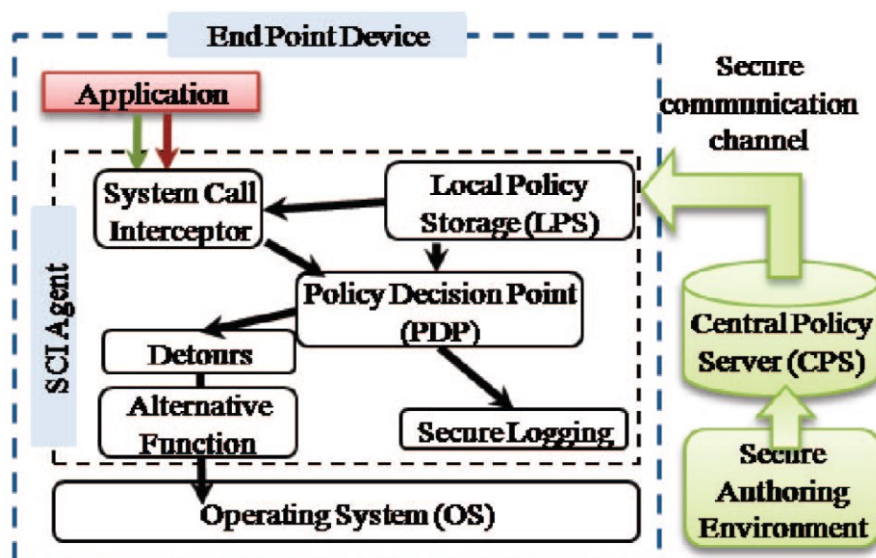 End Point Device
Application
Secure
communication
channel
System Call
Interceptor
Local Policy
Storage (LPS)
SCI Agent
Policy Decision Point
(PDP)
Detours
Alternative
Function
Secure Logging
Operating System (OS)
Central Policy
Server (CPS)
Secure
Authoring
Environment